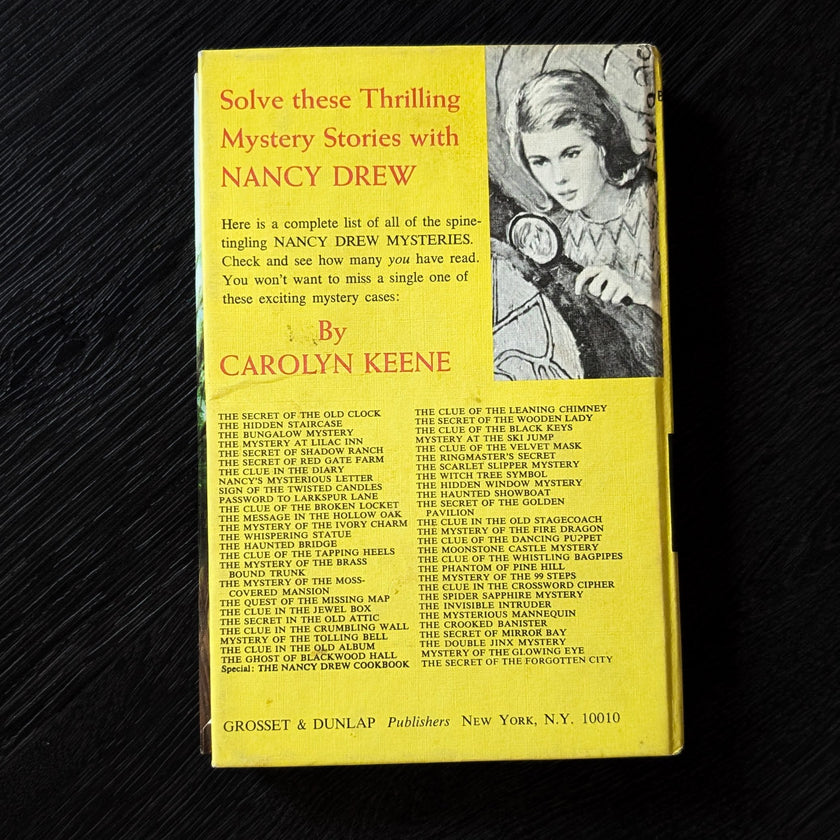 Solve these Thrilling
Mystery Stories with
NANCY DREW
Here is a complete list of all of the spine-
tingling NANCY DREW MYSTERIES.
Check and see how many you have read.
You won't want to miss a single one of
these exciting mystery cases:
By
CAROLYN KEENE
THE SECRET OF THE OLD CLOCK
THE HIDDEN STAIRCASE
THE BUNGALOW MYSTERY
THE MYSTERY AT LILAC INN
THE SECRET OF SHADOW RANCH
THE SECRET OF RED GATE FARM
THE CLUE IN THE DIARY
NANCY'S MYSTERIOUS LETTER
SIGN OF THE TWISTED CANDLES
PASSWORD TO LARKSPUR LANE
THE CLUE OF THE BROKEN LOCKET
THE MESSAGE IN THE HOLLOW OAK
THE MYSTERY OF THE IVORY CHARM
THE WHISPERING STATUE
THE HAUNTED BRIDGE
THE CLUE OF THE TAPPING HEELS
THE MYSTERY OF THE BRASS
BOUND TRUNK
THE MYSTERY OF THE MOSS-
COVERED MANSION
THE QUEST OF THE MISSING MAP
THE CLUE IN THE JEWEL BOX
THE SECRET IN THE OLD ATTIC
THE CLUE IN THE CRUMBLING WALL
MYSTERY OF THE TOLLING BELL
THE CLUE IN THE OLD ALBUM
THE GHOST OF BLACKWOOD HALL
Special: THE NANCY DREW COOKBOOK
THE CLUE OF THE LEANING CHIMNEY
THE SECRET OF THE WOODEN LADY
THE CLUE OF THE BLACK KEYS
MYSTERY AT THE SKI JUMP
THE CLUE OF THE VELVET MASK
THE RINGMASTER'S SECRET
THE SCARLET SLIPPER MYSTERY
THE WITCH TREE SYMBOL
THE HIDDEN WINDOW MYSTERY
THE HAUNTED SHOWBOAT
THE SECRET OF THE GOLDEN
PAVILION
THE CLUE IN THE OLD STAGECOACH
THE MYSTERY OF THE FIRE DRAGON
THE CLUE OF THE DANCING PUPPET
THE MOONSTONE CASTLE MYSTERY
THE CLUE OF THE WHISTLING BAGPIPES
THE PHANTOM OF PINE HILL
THE MYSTERY OF THE 99 STEPS
THE CLUE IN THE CROSSWORD CIPHER
THE SPIDER SAPPHIRE MYSTERY
THE INVISIBLE INTRUDER
THE MYSTERIOUS MANNEQUIN
THE CROOKED BANISTER
THE SECRET OF MIRROR BAY
THE DOUBLE JINX MYSTERY
MYSTERY OF THE GLOWING EYE
THE SECRET OF THE FORGOTTEN CITY
GROSSET & DUNLAP Publishers NEW YORK, N.Y. 10010